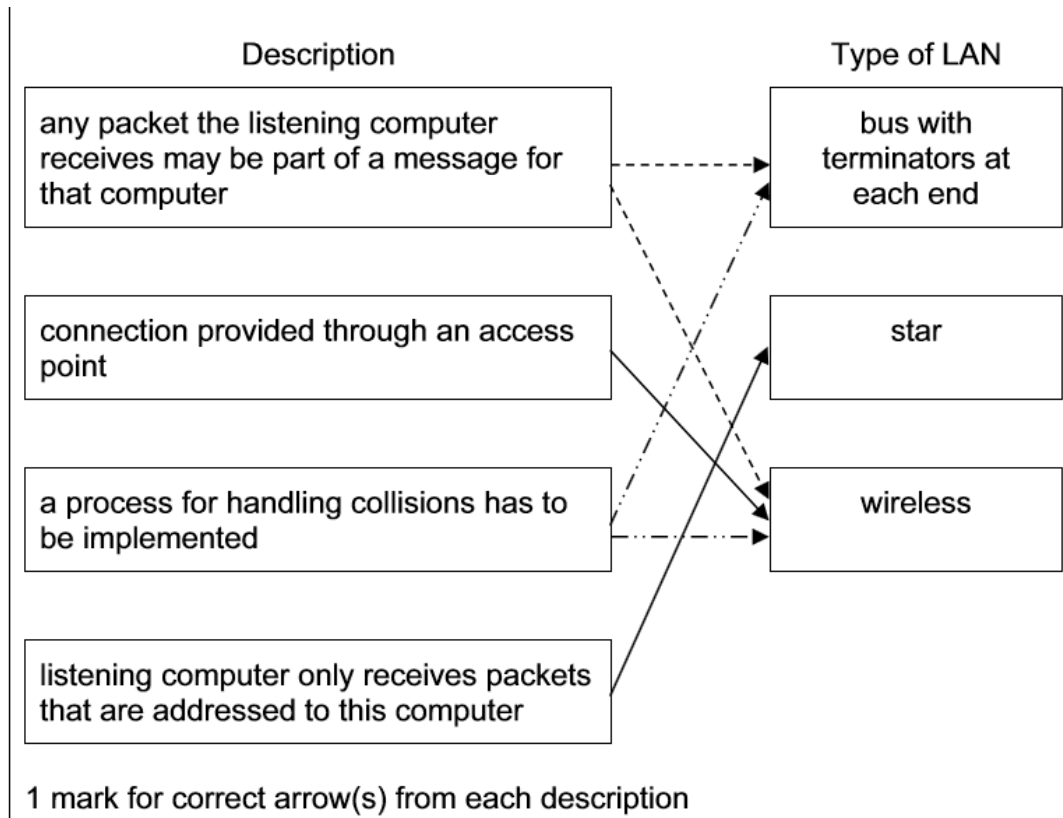 Description
Type of LAN
any packet the listening computer
receives may be part of a message for
that computer
bus with
terminators at
each end
connection provided through an access
point
star
a process for handling collisions has to
be implemented
wireless
listening computer only receives packets
that are addressed to this computer
1 mark for correct arrow(s) from each description